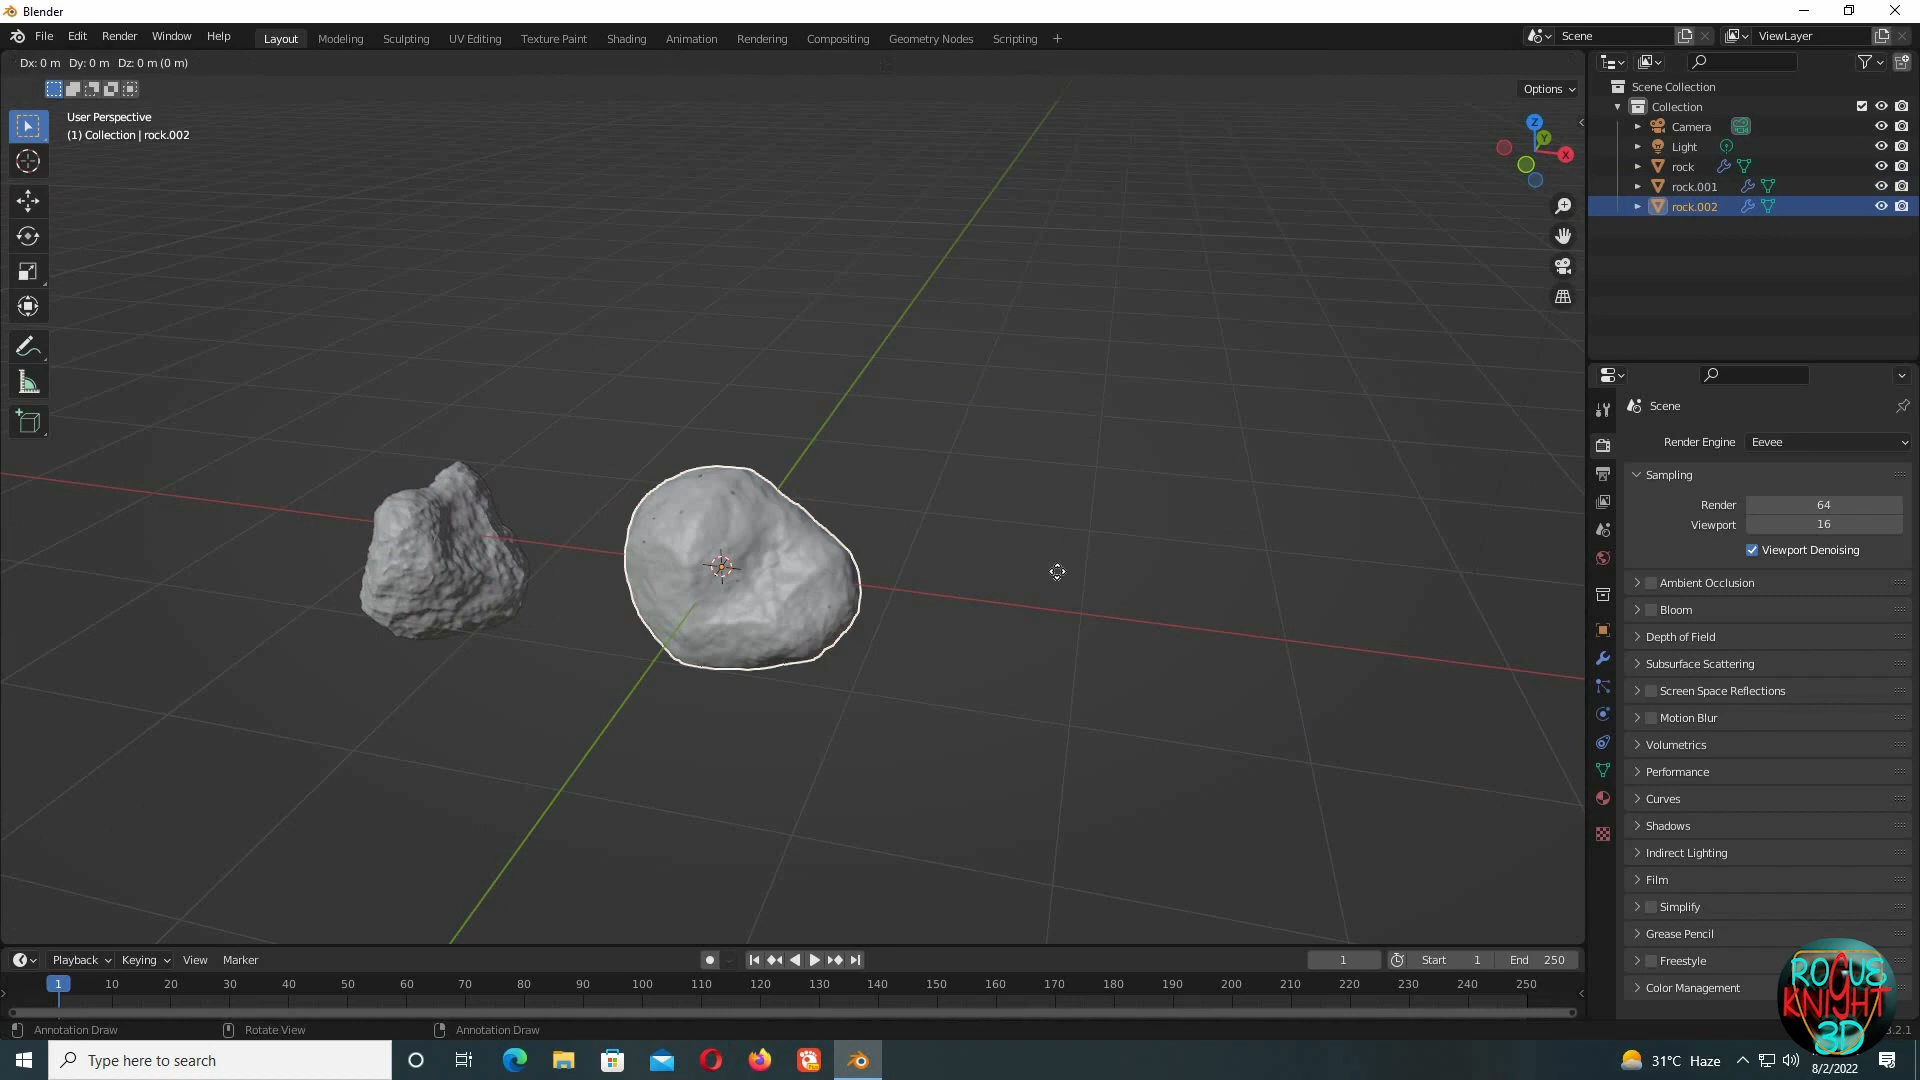 Blender
File Edit Render Window Help Layout Modeling Sculpting UV Editing Texture Paint Shading Animation Rendering Compositing Geometry Nodes Scripting + Scene ViewLayer
Dx: 0 m Dy: 0 m Dz: 0 m (0 m)
Options
User Perspective
(1) Collection | rock.002
Z
Y
X
Scene Collection
Collection
Camera
Light
rock
rock.001
rock.002
Scene
Render Engine Eevee
Sampling
Render 64
Viewport 16
Viewport Denoising
Ambient Occlusion
Bloom
Depth of Field
Subsurface Scattering
Screen Space Reflections
Motion Blur
Volumetrics
Performance
Curves
Shadows
Indirect Lighting
Film
Simplify
Grease Pencil
Freestyle
Color Management
Playback Keying View Marker 1 Start 1 End 250
1 10 20 30 40 50 60 70 80 90 100 110 120 130 140 150 160 170 180 190 200 210 220 230 240 250
Annotation Draw Rotate View Annotation Draw
ROGUE
KNIGHT
3D
Type here to search
31°C Haze
8/2/2022